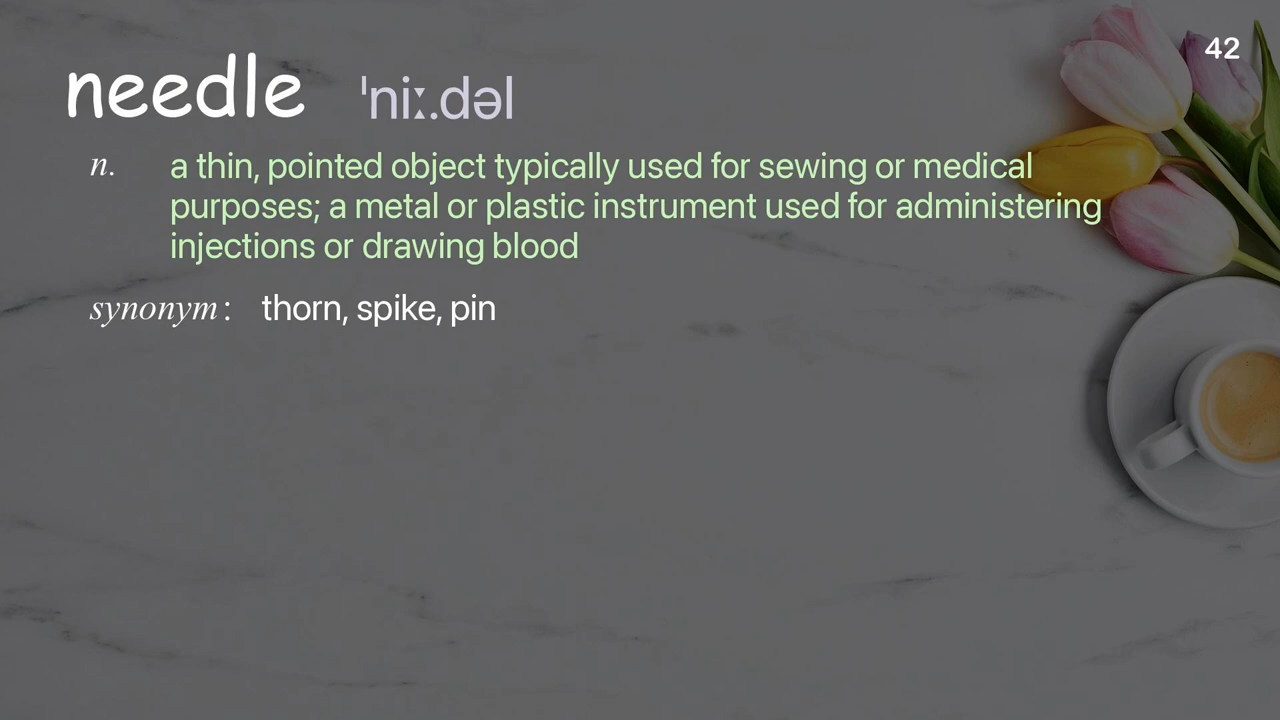 42
needle ˈniː.dəl
n. a thin, pointed object typically used for sewing or medical
purposes; a metal or plastic instrument used for administering
injections or drawing blood
synonym: thorn, spike, pin